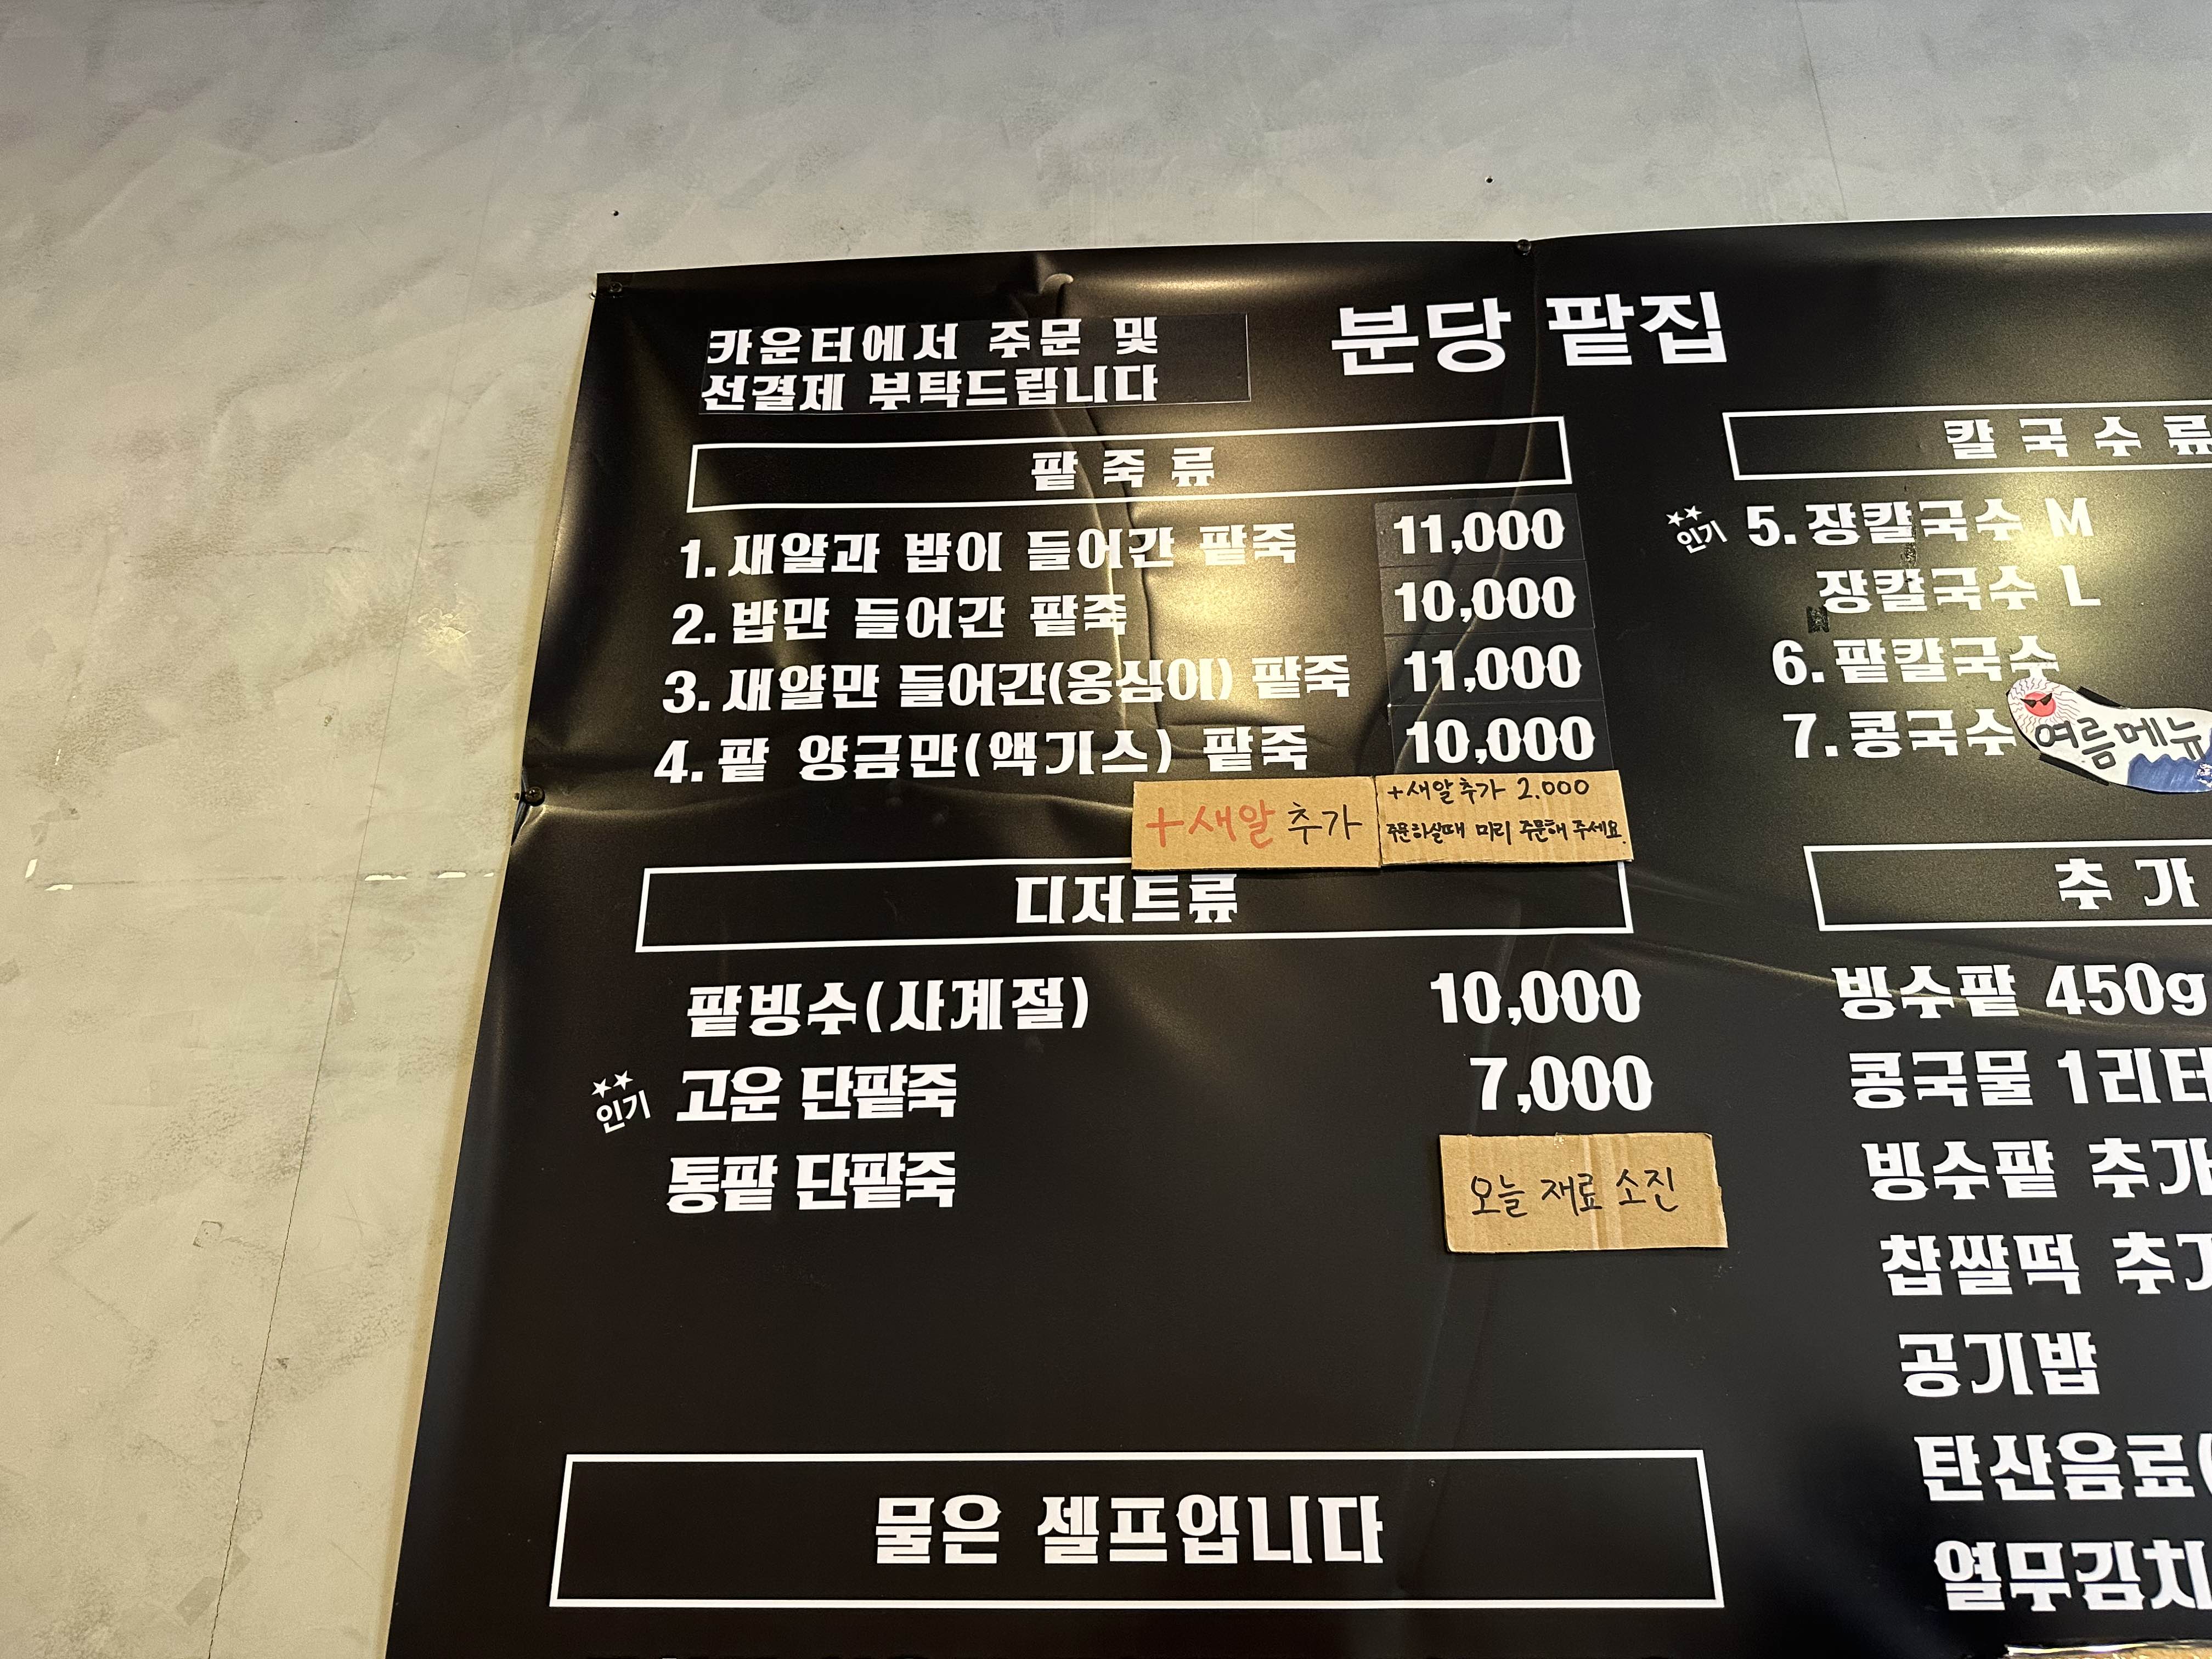 카운터에서 주문 및
선결제 부탁드립니다
분당 팥집
팥죽류
1. 새알과 밥이 들어간 팥죽 11,000
2. 밥만 들어간 팥죽 10,000
3. 새알만 들어간(옹심이) 팥죽 11,000
4. 팥 앙금만(액기스) 팥죽 10,000
+새알 추가
+새알추가 2.000
주문하실때 미리 주문해 주세요.
디저트류
팥빙수(사계절) 10,000
인기 고운 단팥죽 7,000
통팥 단팥죽 오늘 재료 소진
물은 셀프입니다
칼국수류
인기 5. 장칼국수 M
장칼국수 L
6. 팥칼국수
7. 콩국수 여름메뉴
추가
빙수팥 450g
콩국물 1리터
빙수팥 추가
찹쌀떡 추가
공기밥
탄산음료(
열무김치